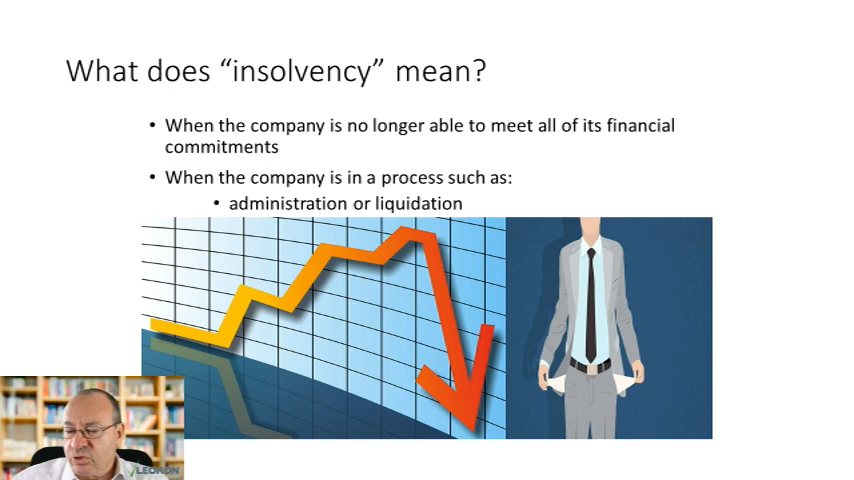 What does “insolvency” mean?
• When the company is no longer able to meet all of its financial
commitments
• When the company is in a process such as:
• administration or liquidation
LEORON